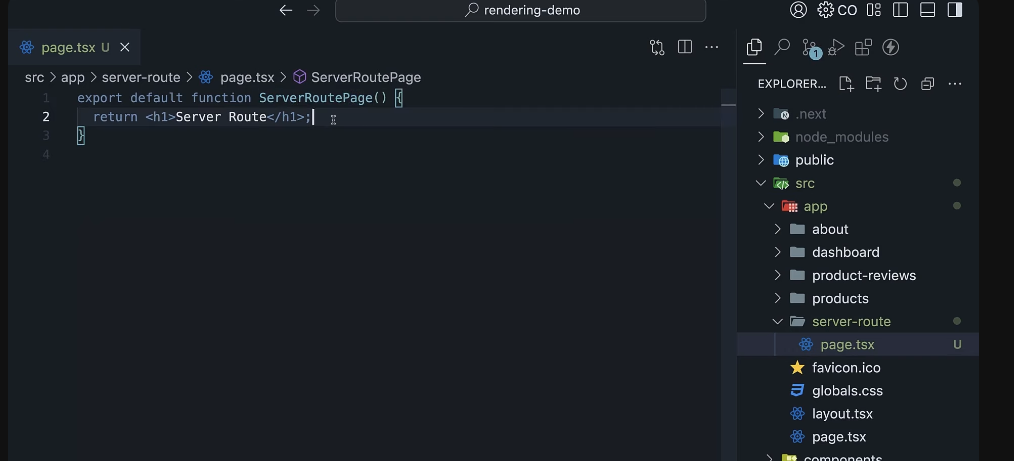 rendering-demo
CO
page.tsx U
src > app > server-route > page.tsx > ServerRoutePage
1
EXPLORER...
1 export default function ServerRoutePage() {
2 return <h1>Server Route</h1>;
3 }
4
.next
node_modules
public
src
app
about
dashboard
product-reviews
products
server-route
page.tsx U
favicon.ico
globals.css
layout.tsx
page.tsx
components